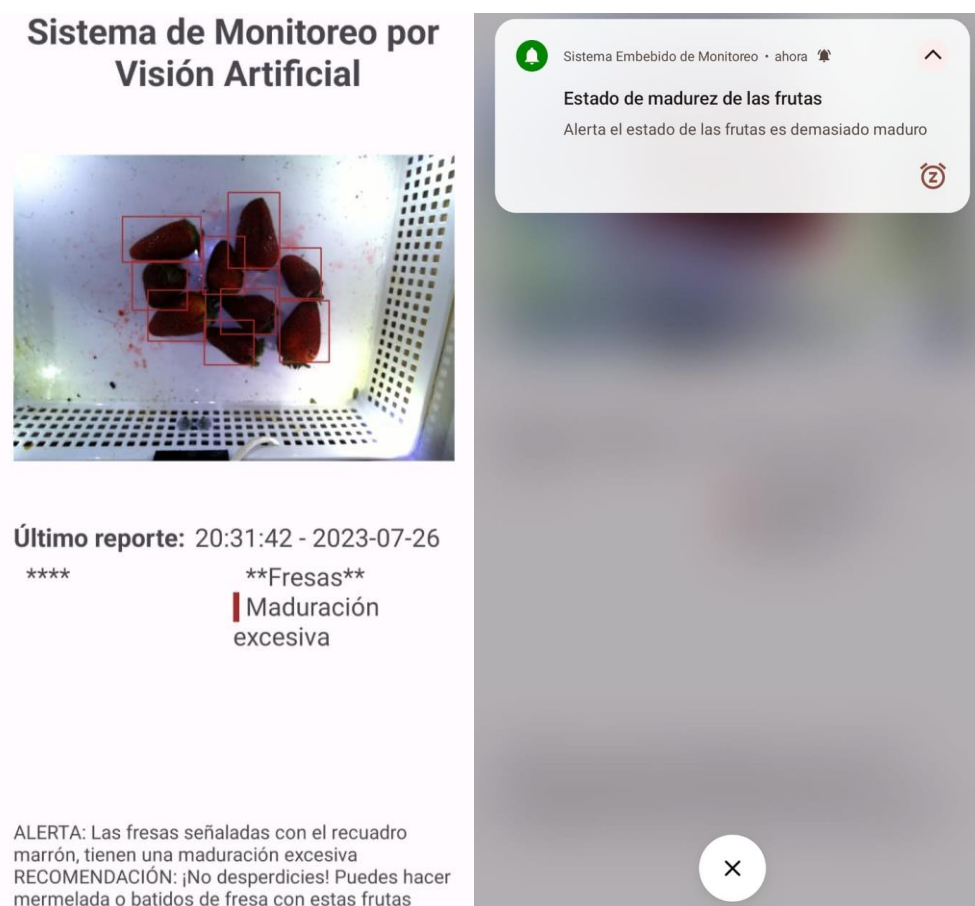 Sistema de Monitoreo por
Visión Artificial
Último reporte: 20:31:42 - 2023-07-26
**** **Fresas**
Maduración
excesiva
ALERTA: Las fresas señaladas con el recuadro
marrón, tienen una maduración excesiva
RECOMENDACIÓN: ¡No desperdicies! Puedes hacer
mermelada o batidos de fresa con estas frutas
Sistema Embebido de Monitoreo • ahora
Estado de madurez de las frutas
Alerta el estado de las frutas es demasiado maduro